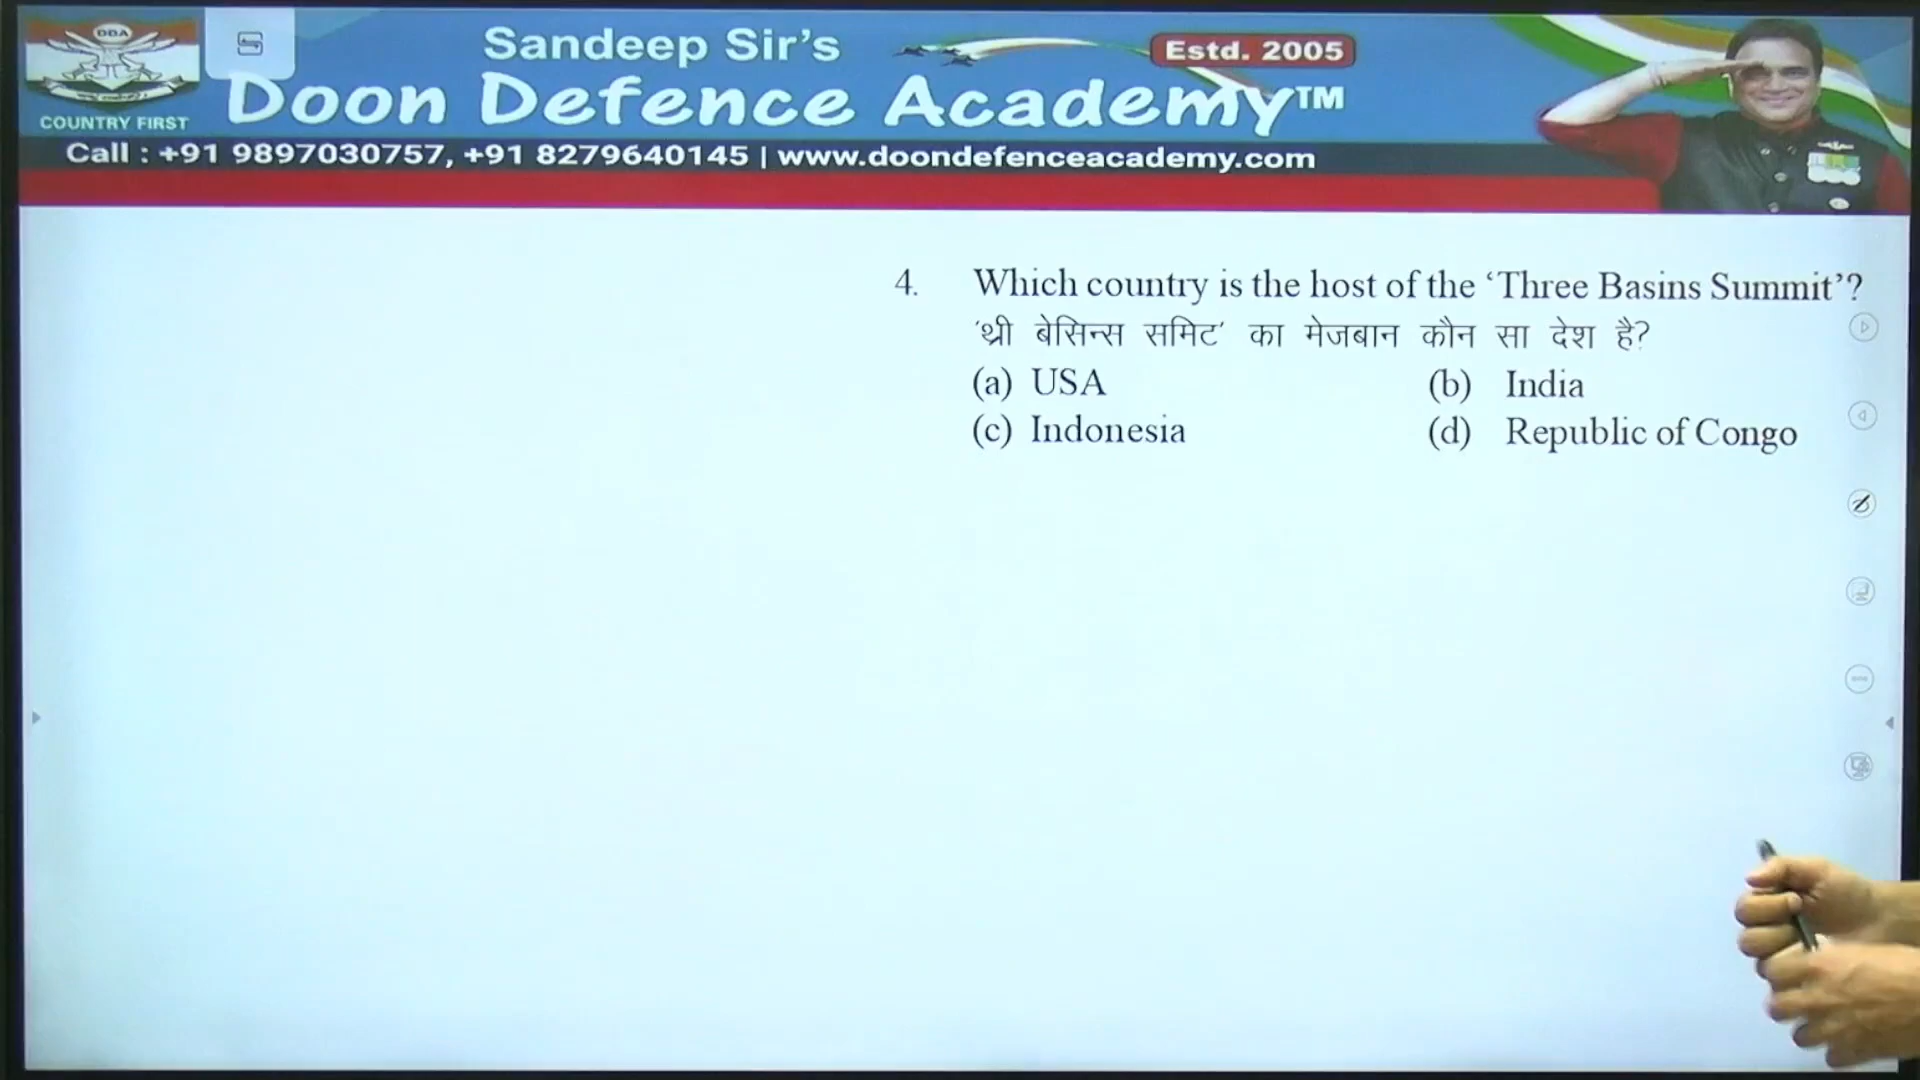 DDA
COUNTRY FIRST
Sandeep Sir's
Estd. 2005
Doon Defence Academy™
Call : +91 9897030757, +91 8279640145 | www.doondefenceacademy.com
4. Which country is the host of the ‘Three Basins Summit’?
‘थ्री बेसिन्स समिट’ का मेजबान कौन सा देश है?
(a) USA (b) India
(c) Indonesia (d) Republic of Congo